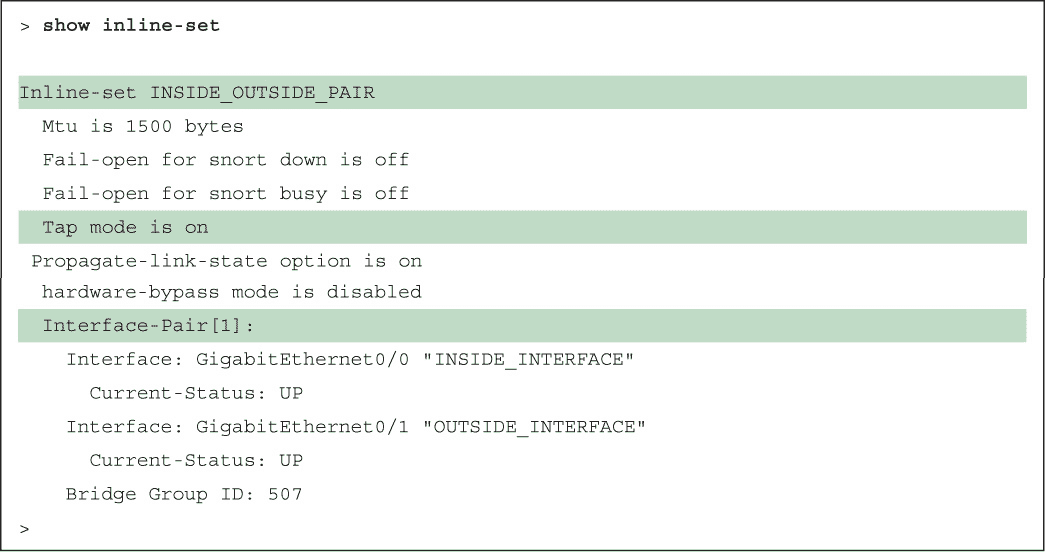 > show inline-set
Inline-set INSIDE_OUTSIDE_PAIR
Mtu is 1500 bytes
Fail-open for snort down is off
Fail-open for snort busy is off
Tap mode is on
Propagate-link-state option is on
hardware-bypass mode is disabled
Interface-Pair[1]:
Interface: GigabitEthernet0/0 "INSIDE_INTERFACE"
Current-Status: UP
Interface: GigabitEthernet0/1 "OUTSIDE_INTERFACE"
Current-Status: UP
Bridge Group ID: 507
>